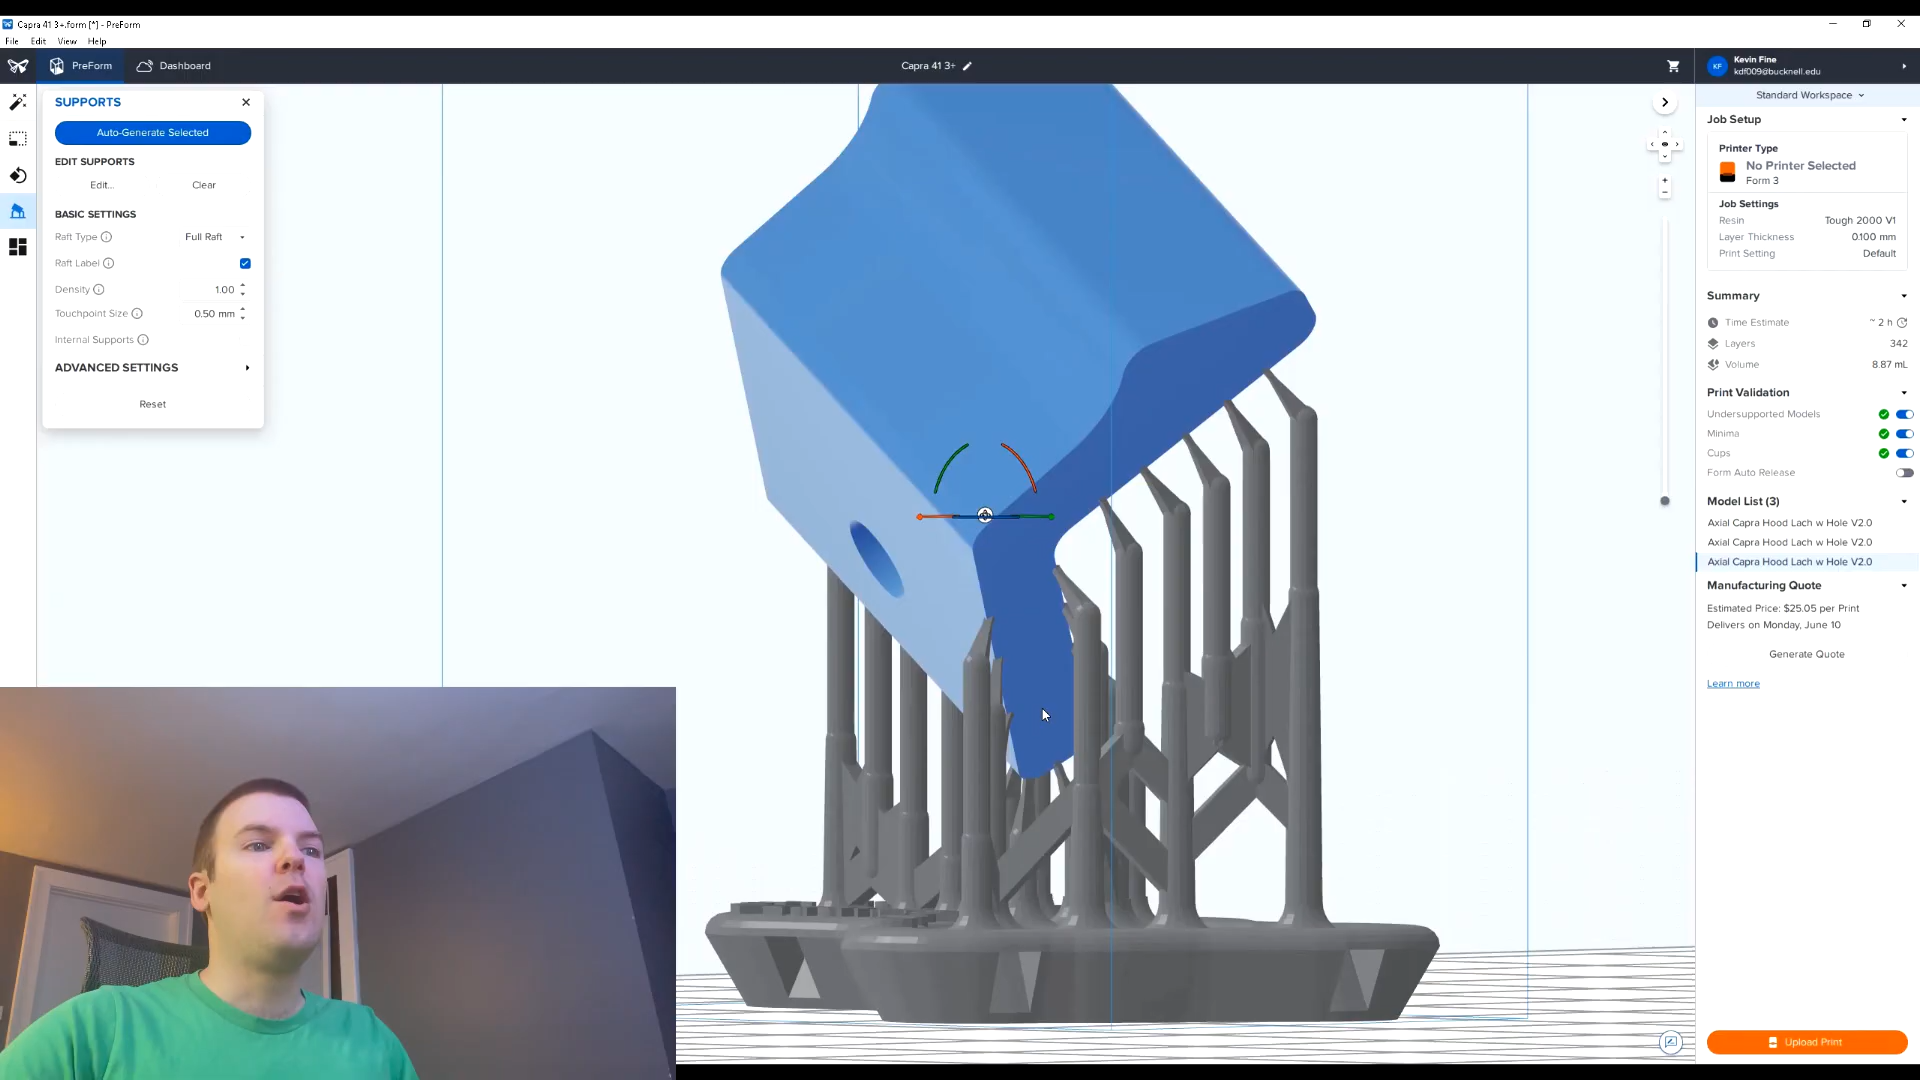 Capra 41 3+.form [*] - PreForm
File Edit View Help
PreForm
Dashboard
Capra 41 3+
KF
Kevin Fine
kdf009@bucknell.edu
SUPPORTS
Auto-Generate Selected
EDIT SUPPORTS
Edit... Clear
BASIC SETTINGS
Raft Type Full Raft
Raft Label
Density 1.00
Touchpoint Size 0.50 mm
Internal Supports
ADVANCED SETTINGS
Reset
Standard Workspace
Job Setup
Printer Type
No Printer Selected
Form 3
Job Settings
Resin Tough 2000 V1
Layer Thickness 0.100 mm
Print Setting Default
Summary
Time Estimate ~ 2 h
Layers 342
Volume 8.87 mL
Print Validation
Undersupported Models
Minima
Cups
Form Auto Release
Model List (3)
Axial Capra Hood Lach w Hole V2.0
Axial Capra Hood Lach w Hole V2.0
Axial Capra Hood Lach w Hole V2.0
Manufacturing Quote
Estimated Price: $25.05 per Print
Delivers on Monday, June 10
Generate Quote
Learn more
Upload Print